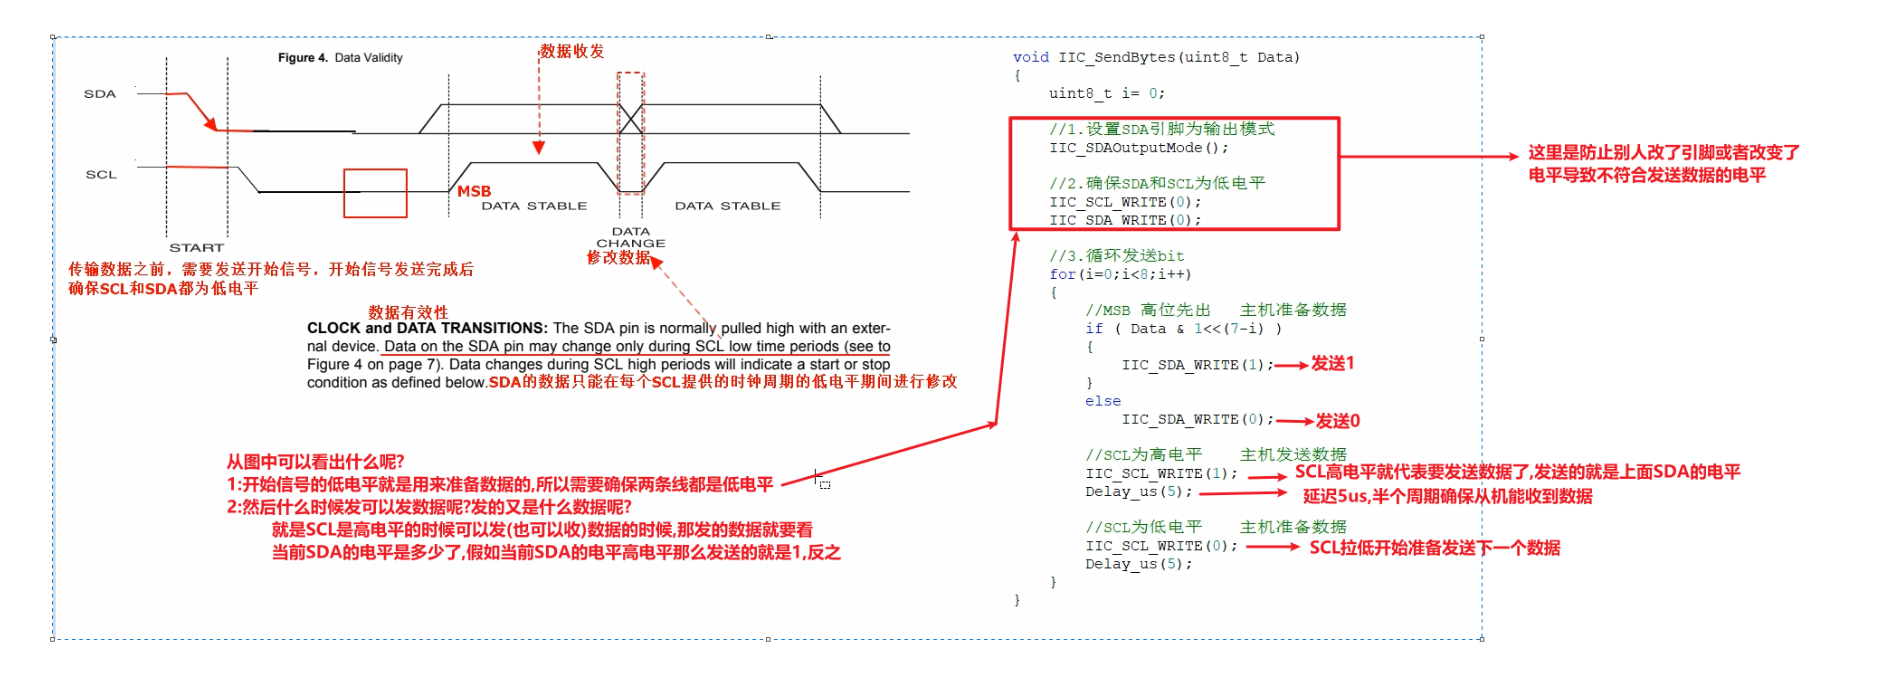 Figure 4. Data Validity
数据收发
SDA
SCL
MSB
DATA STABLE
DATA STABLE
START
DATA
CHANGE
修改数据
传输数据之前，需要发送开始信号，开始信号发送完成后
确保SCL和SDA都为低电平
数据有效性
CLOCK and DATA TRANSITIONS: The SDA pin is normally pulled high with an exter-
nal device. Data on the SDA pin may change only during SCL low time periods (see to
Figure 4 on page 7). Data changes during SCL high periods will indicate a start or stop
condition as defined below.SDA的数据只能在每个SCL提供的时钟周期的低电平期间进行修改
从图中可以看出什么呢?
1:开始信号的低电平就是用来准备数据的,所以需要确保两条线都是低电平
2:然后什么时候发可以发数据呢?发的又是什么数据呢?
就是SCL是高电平的时候可以发(也可以收)数据的时候,那发的数据就要看
当前SDA的电平是多少了,假如当前SDA的电平高电平那么发送的就是1,反之
void IIC_SendBytes(uint8_t Data)
{
uint8_t i= 0;
//1.设置SDA引脚为输出模式
IIC_SDAOutputMode();
//2.确保SDA和SCL为低电平
IIC_SCL_WRITE(0);
IIC_SDA_WRITE(0);
这里是防止别人改了引脚或者改变了
电平导致不符合发送数据的电平
//3.循环发送bit
for(i=0;i<8;i++)
{
//MSB 高位先出 主机准备数据
if ( Data & 1<<(7-i) )
{
IIC_SDA_WRITE(1); 发送1
}
else
IIC_SDA_WRITE(0); 发送0
//SCL为高电平 主机发送数据
IIC_SCL_WRITE(1); SCL高电平就代表要发送数据了,发送的就是上面SDA的电平
Delay_us(5); 延迟5us,半个周期确保从机能收到数据
//SCL为低电平 主机准备数据
IIC_SCL_WRITE(0); SCL拉低开始准备发送下一个数据
Delay_us(5);
}
}